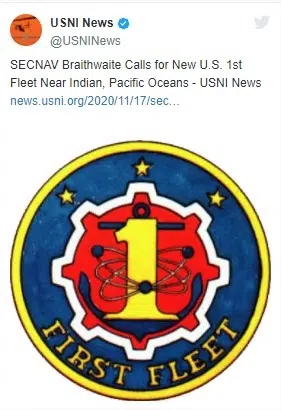 USNI News
@USNINews
SECNAV Braithwaite Calls for New U.S. 1st
Fleet Near Indian, Pacific Oceans - USNI News
news.usni.org/2020/11/17/sec…
1
FIRST FLEET